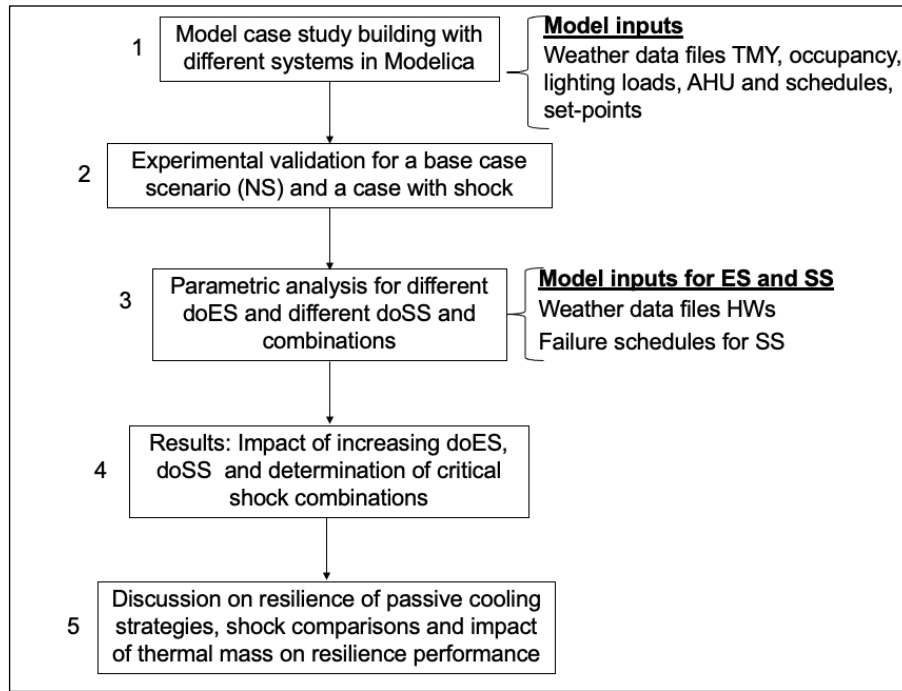 1
Model case study building with
different systems in Modelica
Model inputs
Weather data files TMY, occupancy,
lighting loads, AHU and schedules,
set-points
2
Experimental validation for a base case
scenario (NS) and a case with shock
3
Parametric analysis for different
doES and different doSS and
combinations
Model inputs for ES and SS
Weather data files HWs
Failure schedules for SS
4
Results: Impact of increasing doES,
doSS and determination of critical
shock combinations
5
Discussion on resilience of passive cooling
strategies, shock comparisons and impact
of thermal mass on resilience performance